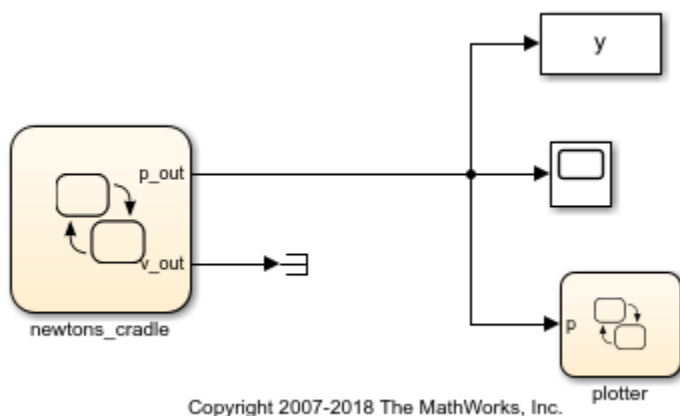 y
p_out
v_out
newtons_cradle
p
plotter
Copyright 2007-2018 The MathWorks, Inc.